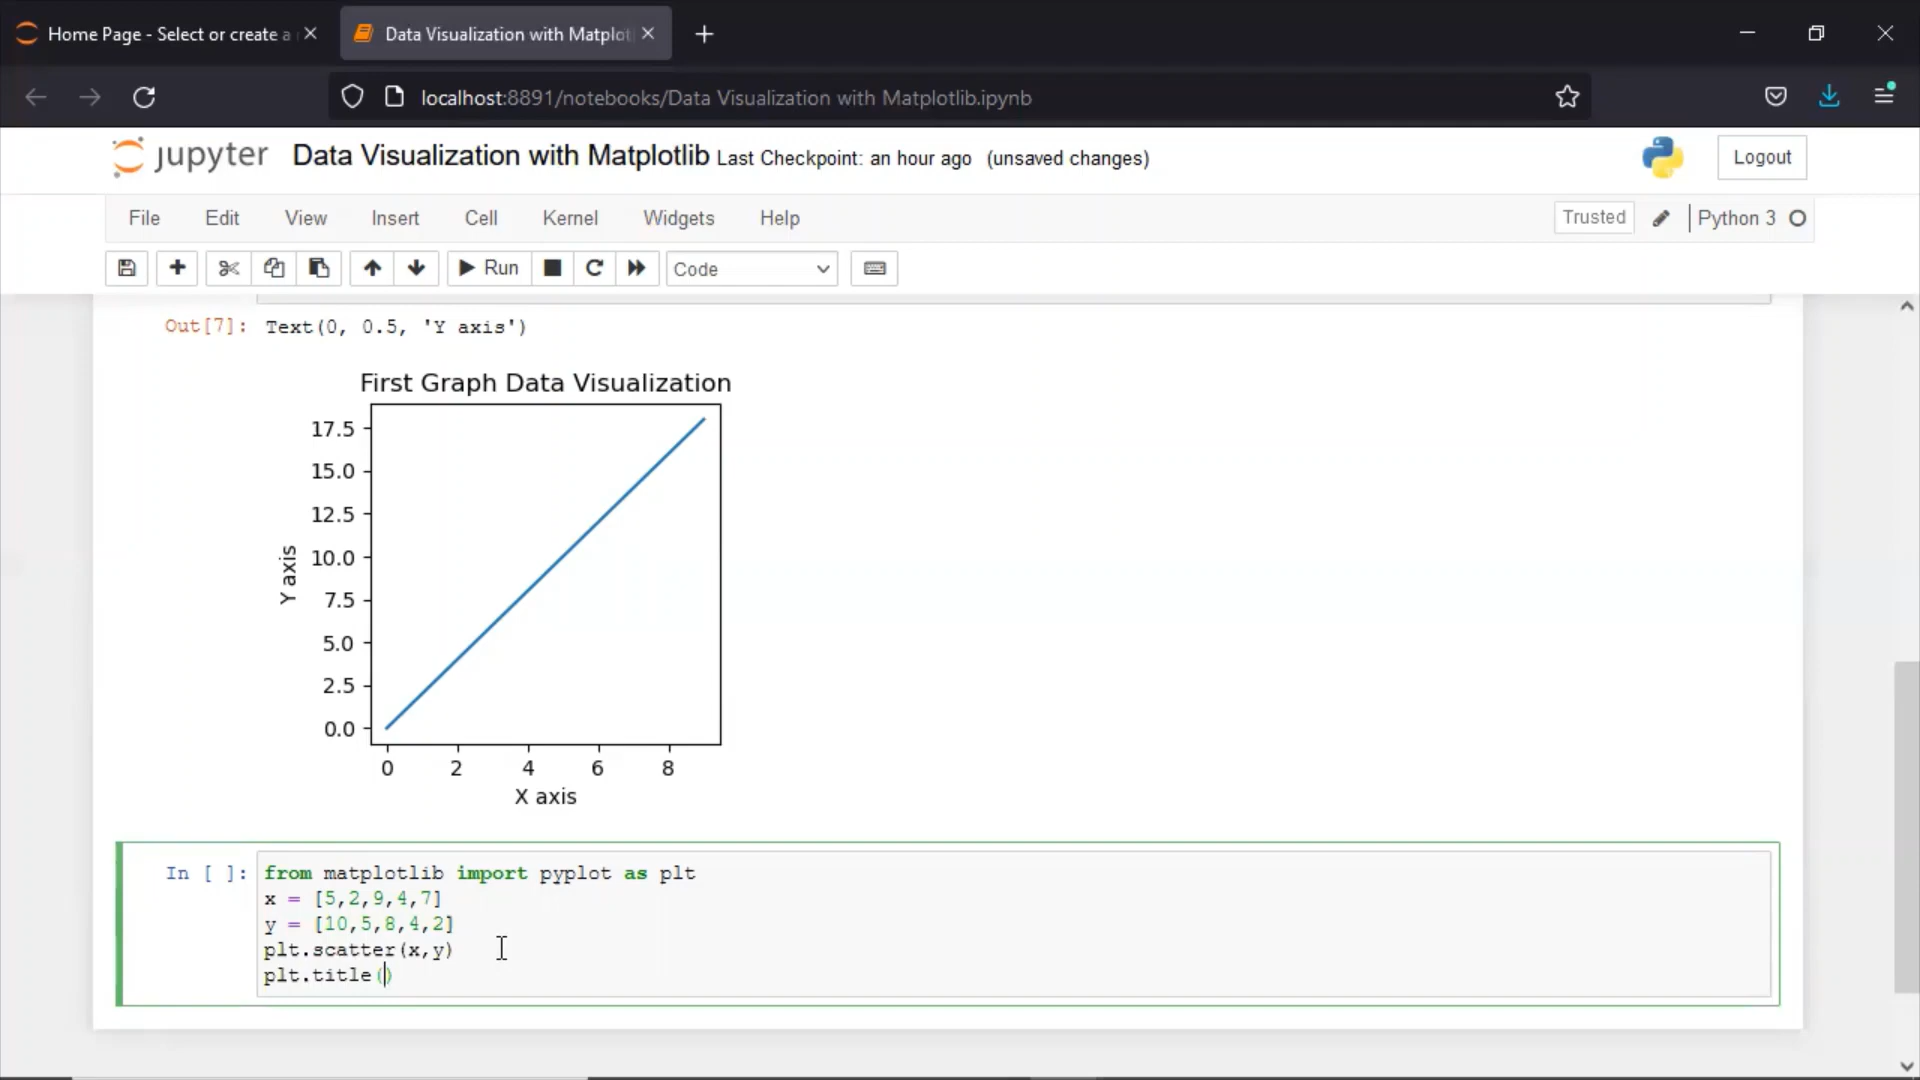 Home Page - Select or create a
Data Visualization with Matplot
localhost:8891/notebooks/Data Visualization with Matplotlib.ipynb
jupyter Data Visualization with Matplotlib Last Checkpoint: an hour ago (unsaved changes)
Logout
File Edit View Insert Cell Kernel Widgets Help
Trusted
Python 3
Run
Code
Out[7]: Text(0, 0.5, 'Y axis')
First Graph Data Visualization
17.5
15.0
12.5
10.0
7.5
5.0
2.5
0.0
Y axis
0 2 4 6 8
X axis
In [ ]: from matplotlib import pyplot as plt
x = [5,2,9,4,7]
y = [10,5,8,4,2]
plt.scatter(x,y)
plt.title()